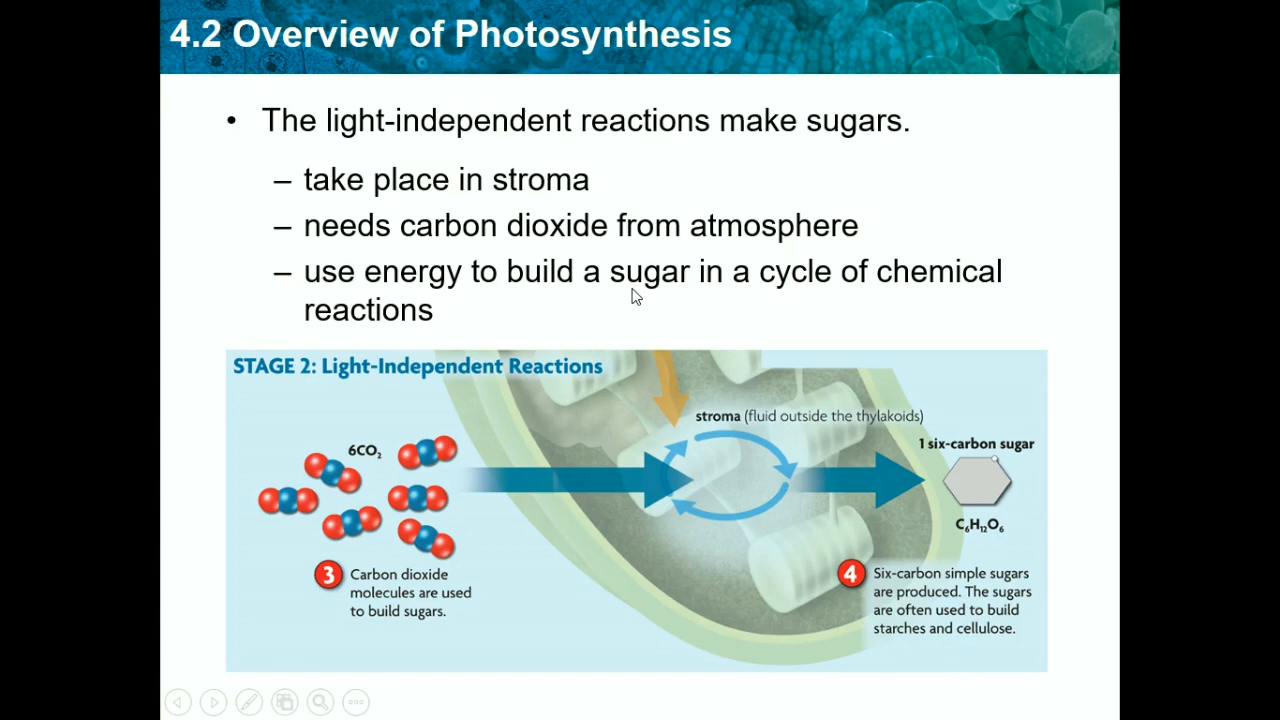 4.2 Overview of Photosynthesis
• The light-independent reactions make sugars.
– take place in stroma
– needs carbon dioxide from atmosphere
– use energy to build a sugar in a cycle of chemical
reactions
STAGE 2: Light-Independent Reactions
stroma (fluid outside the thylakoids)
6CO₂
1 six-carbon sugar
C₆H₁₂O₆
3 Carbon dioxide
molecules are used
to build sugars.
4 Six-carbon simple sugars
are produced. The sugars
are often used to build
starches and cellulose.